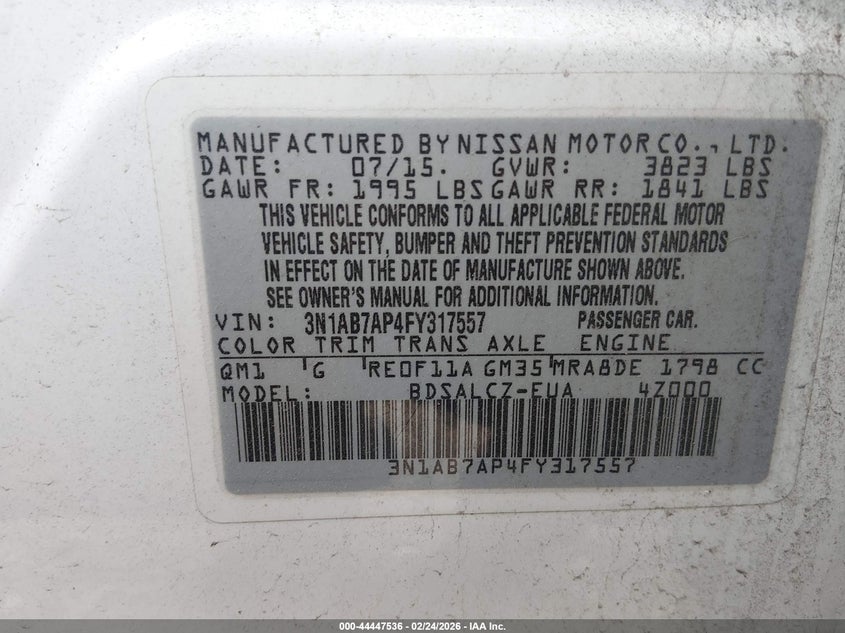 MANUFACTURED BY NISSAN MOTOR CO., LTD.
DATE: 07/15. GVWR: 3823 LBS
GAWR FR: 1995 LBS GAWR RR: 1841 LBS
THIS VEHICLE CONFORMS TO ALL APPLICABLE FEDERAL MOTOR
VEHICLE SAFETY, BUMPER AND THEFT PREVENTION STANDARDS
IN EFFECT ON THE DATE OF MANUFACTURE SHOWN ABOVE.
SEE OWNER'S MANUAL FOR ADDITIONAL INFORMATION.
VIN: 3N1AB7AP4FY317557 PASSENGER CAR.
COLOR TRIM TRANS AXLE ENGINE
QM1 G RE0F11A GM35 MRA8DE 1798 CC
MODEL: BDSALCZ-EUA 4Z000
3N1AB7AP4FY317557
000-44447536 - 02/24/2026 - IAA Inc.